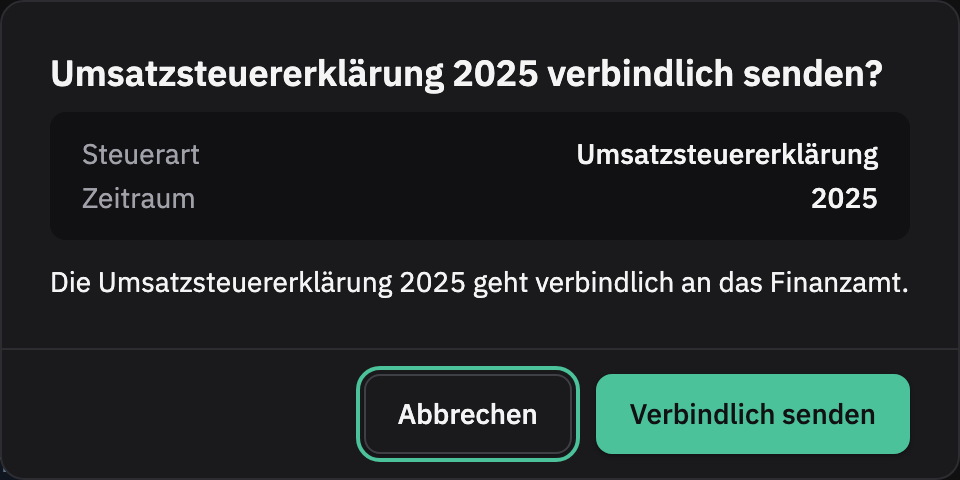 Umsatzsteuererklärung 2025 verbindlich senden?
Steuerart Umsatzsteuererklärung
Zeitraum 2025
Die Umsatzsteuererklärung 2025 geht verbindlich an das Finanzamt.
Abbrechen Verbindlich senden